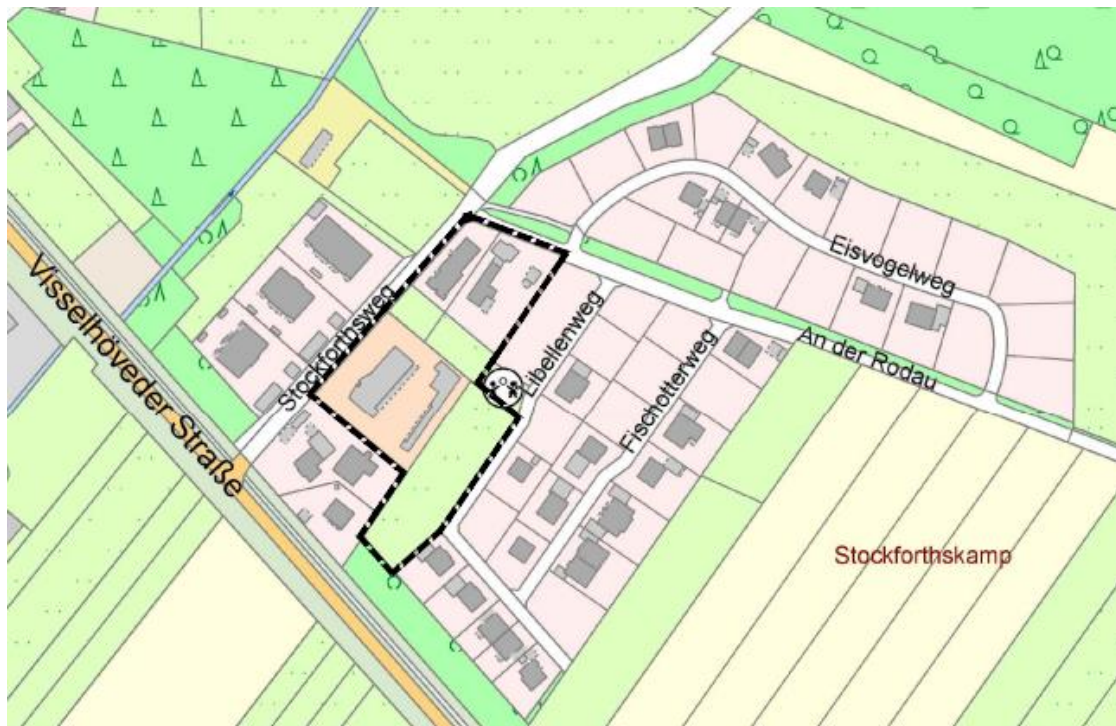 Eisvogelweg
Visselhöveder Straße
Stockforthsweg
Libellenweg
An der Rodau
Fischotterweg
Stockforthskamp